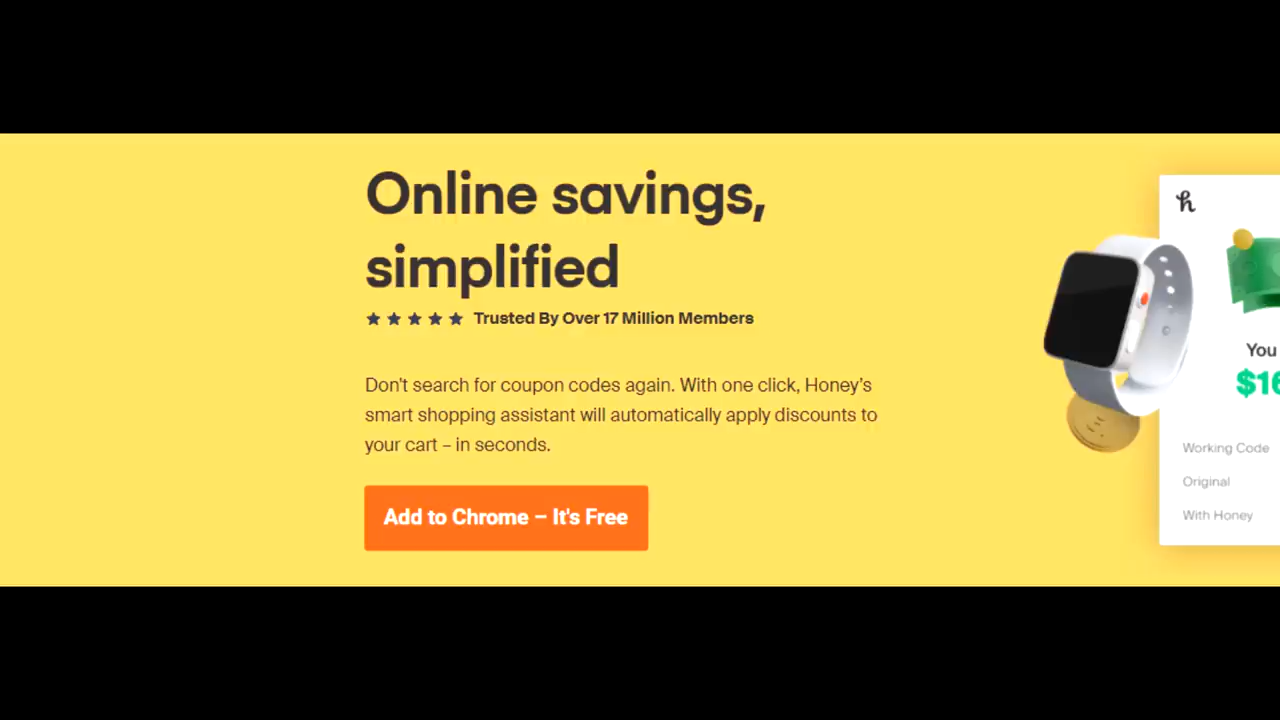 Online savings,
simplified
★ ★ ★ ★ ★ Trusted By Over 17 Million Members
Don't search for coupon codes again. With one click, Honey's
smart shopping assistant will automatically apply discounts to
your cart – in seconds.
Add to Chrome – It's Free
h
You
$16
Working Code
Original
With Honey